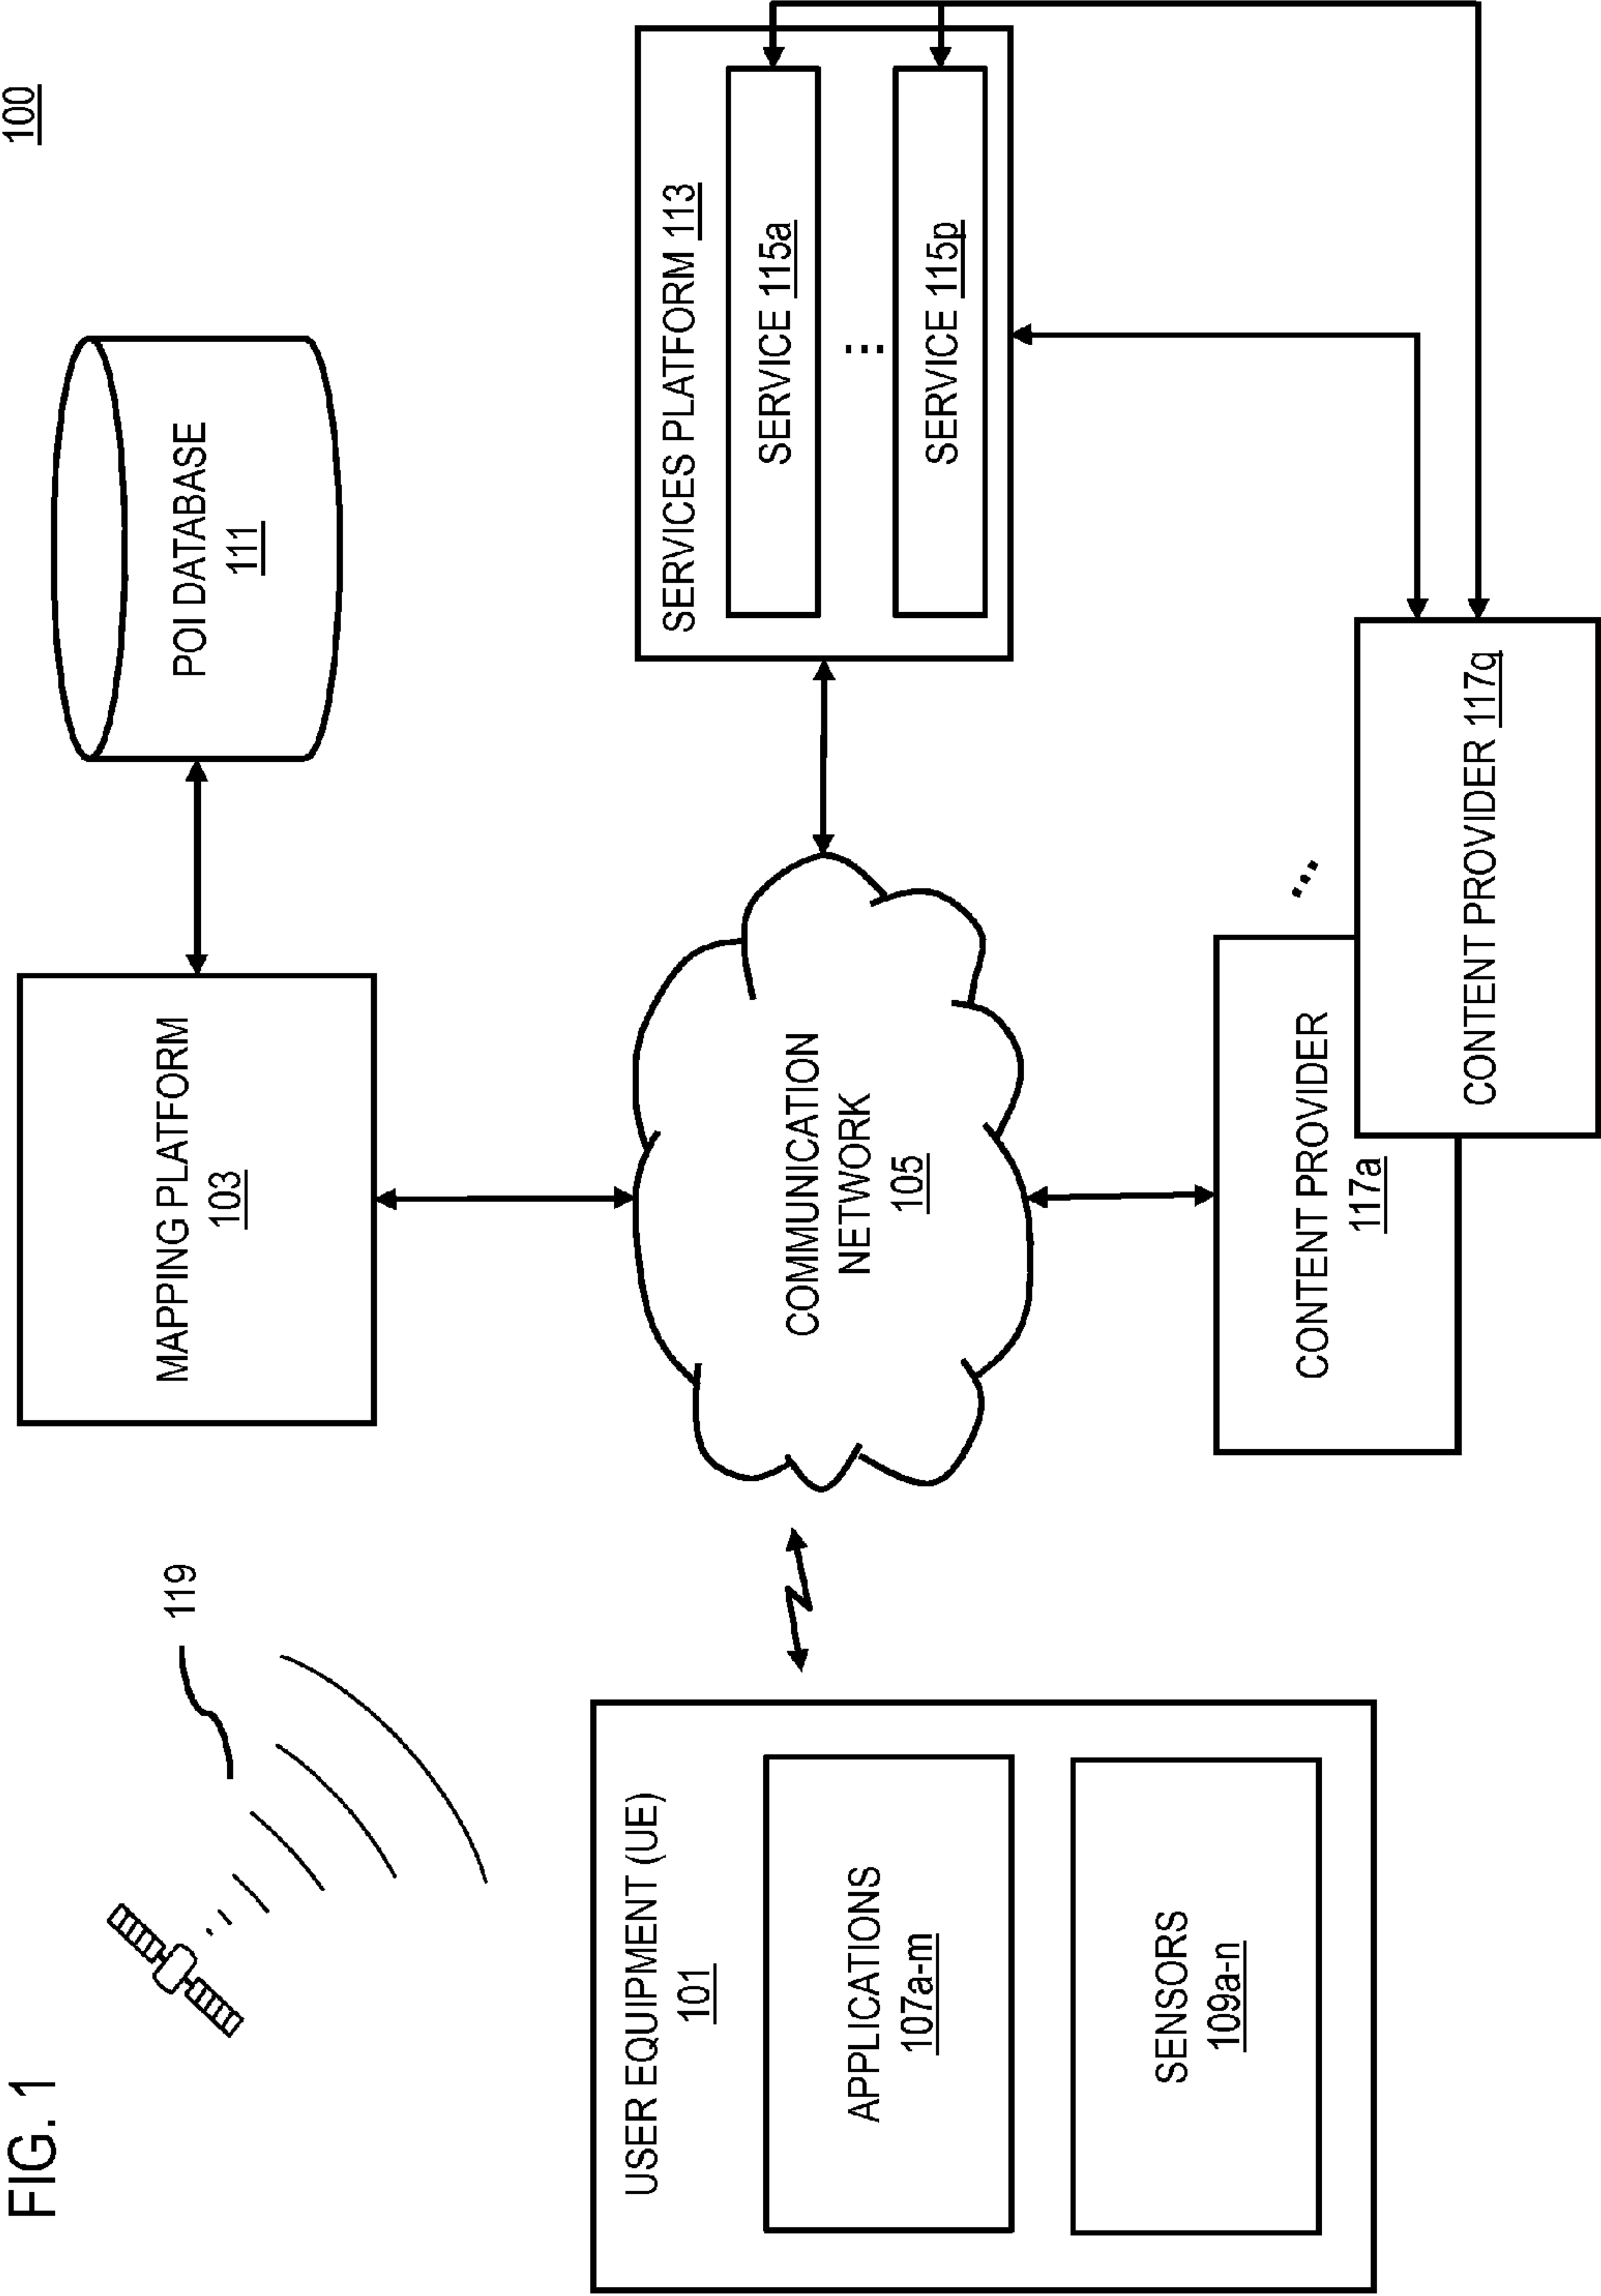 FIG. 1
100
119
MAPPING PLATFORM
103
POI DATABASE
111
USER EQUIPMENT (UE)
101
APPLICATIONS
107a-m
SENSORS
109a-n
COMMUNICATION
NETWORK
105
SERVICES PLATFORM 113
SERVICE 115a
...
SERVICE 115p
CONTENT PROVIDER
117a
...
CONTENT PROVIDER 117q